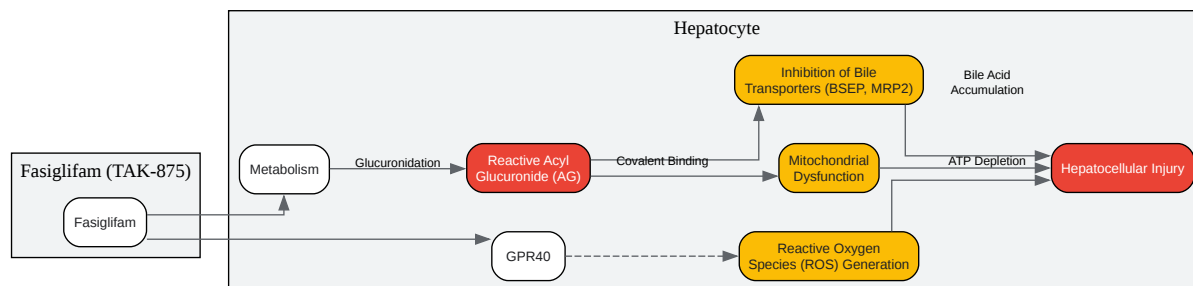 Hepatocyte
Inhibition of Bile
Transporters (BSEP, MRP2)
Bile Acid
Accumulation
Fasiglifam (TAK-875)
Metabolism
Glucuronidation
Reactive Acyl
Glucuronide (AG)
Covalent Binding
Mitochondrial
Dysfunction
ATP Depletion
Hepatocellular Injury
Fasiglifam
GPR40
Reactive Oxygen
Species (ROS) Generation